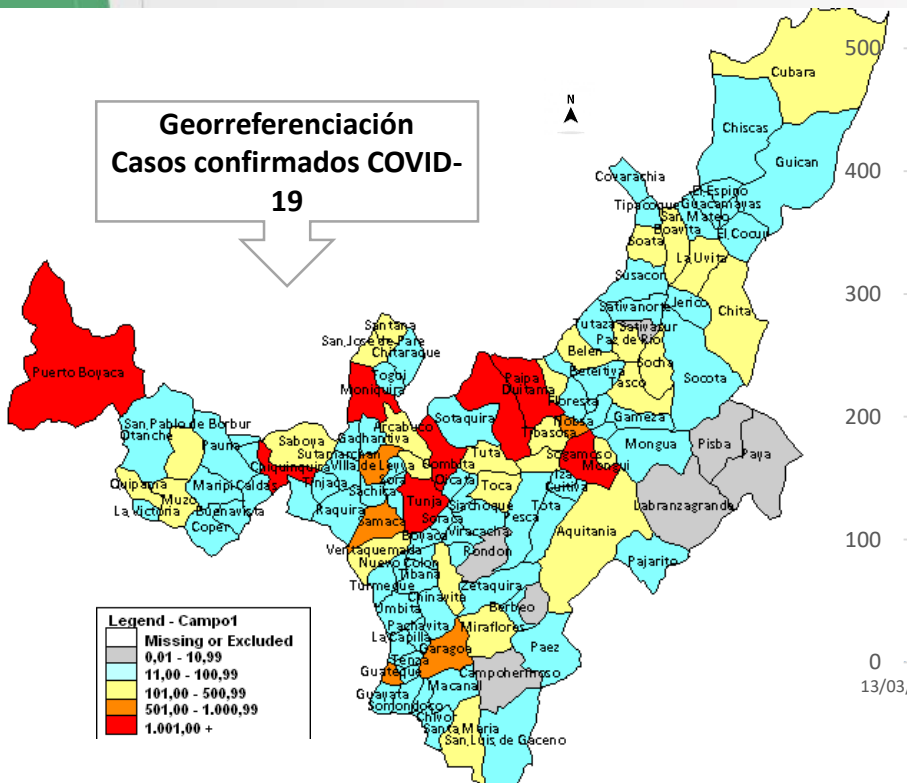 Georreferenciación
Casos confirmados COVID-
19
N
500
400
300
200
100
0
13/03/
Cubara
Chiscas
Guican
Covarachia
El Espino
Tipacoque
Guacamayas
San Mateo
Boavita
El Cocuy
Soata
La Uvita
Susacon
Jerico
Chita
Sativanorte
Tutaza
Sativasur
Paz de Rio
Belen
Socha
Socota
Beteitiva
Tasco
Santana
San Jose de Pare
Chitaraque
Togui
Moniquira
Puerto Boyaca
Paipa
Duitama
Floresta
Gameza
Sotaquira
Nobsa
Tibasosa
Mongua
Pisba
Paya
San Pablo de Borbur
Otanche
Pauna
Saboya
Arcabuco
Gachantiva
Sutamarchan
Villa de Leyva
Combita
Tuta
Sogamoso
Mongui
Chiquinquira
Tinjada
Sora
Oicata
Iza
Cuitiva
Quipama
Maripi
Caldas
Muzo
Sachica
Toca
Labranzagrande
La Victoria
Buenavista
Raquira
Tunja
Siachoque
Tota
Coper
Samaca
Soraca
Pesca
Aquitania
Viracacha
Boyaca
Rondon
Pajarito
Ventaquemada
Nuevo Colon
Tibana
Turmeque
Zetaquira
Chinavita
Umbita
Berbeo
Pachavita
Miraflores
La Capilla
Garagoa
Paez
Tenza
Guateque
Campohermoso
Guayata
Macanal
Somondoco
Chivor
Santa Maria
San Luis de Gaceno
Legend - Campo1
Missing or Excluded
0,01 - 10,99
11,00 - 100,99
101,00 - 500,99
501,00 - 1.000,99
1.001,00 +